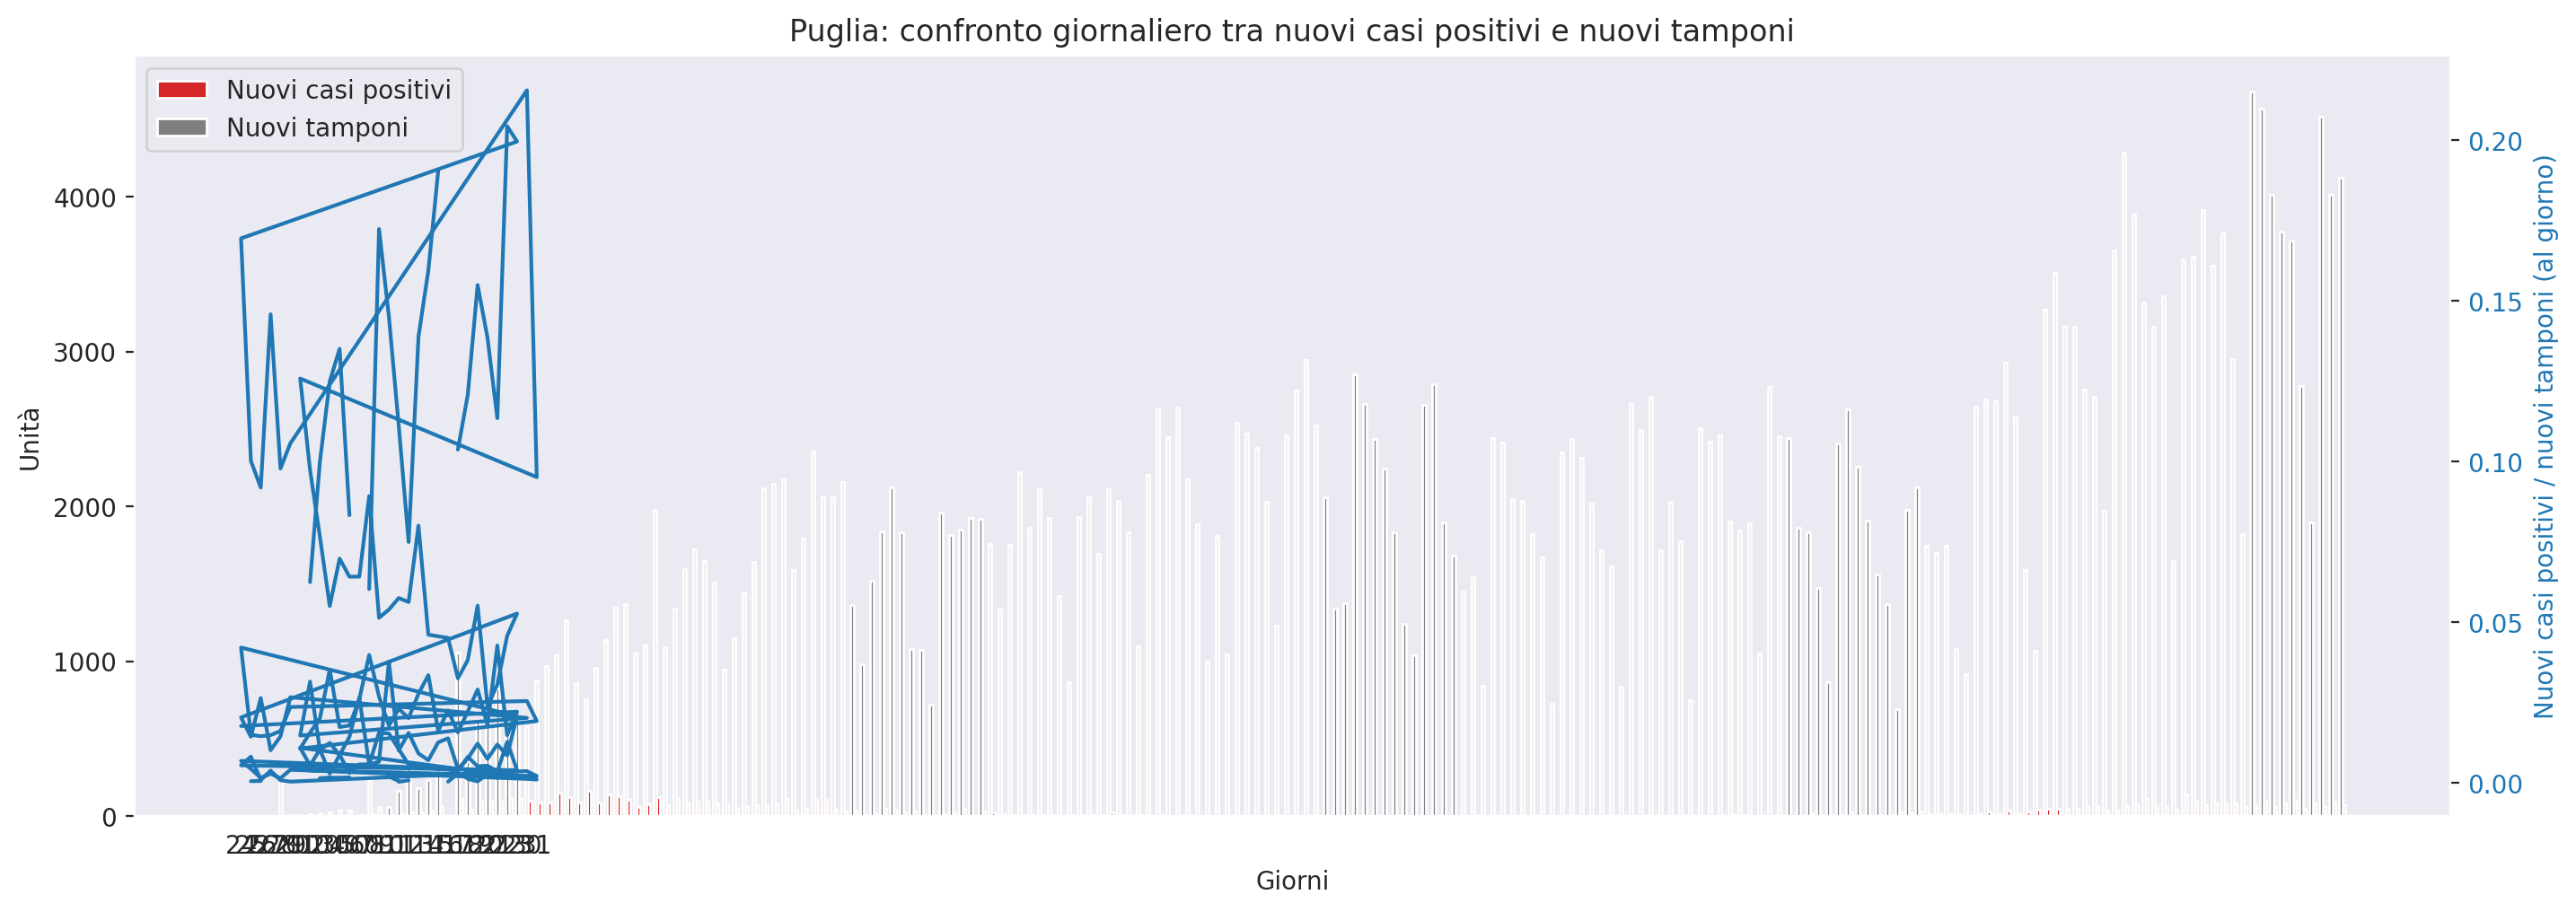 Puglia: confronto giornaliero tra nuovi casi positivi e nuovi tamponi
Nuovi casi positivi
Nuovi tamponi
4000
3000
2000
1000
0
Unità
0.20
0.15
0.10
0.05
0.00
Nuovi casi positivi / nuovi tamponi (al giorno)
Giorni